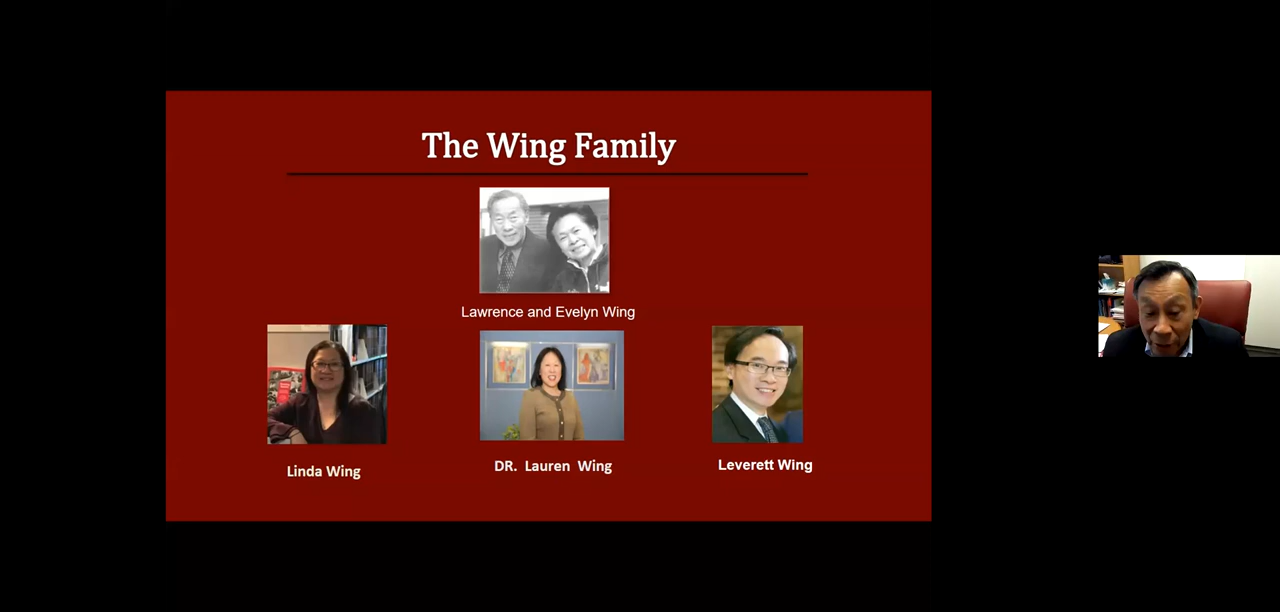 The Wing Family
Lawrence and Evelyn Wing
Linda Wing
DR. Lauren Wing
Leverett Wing